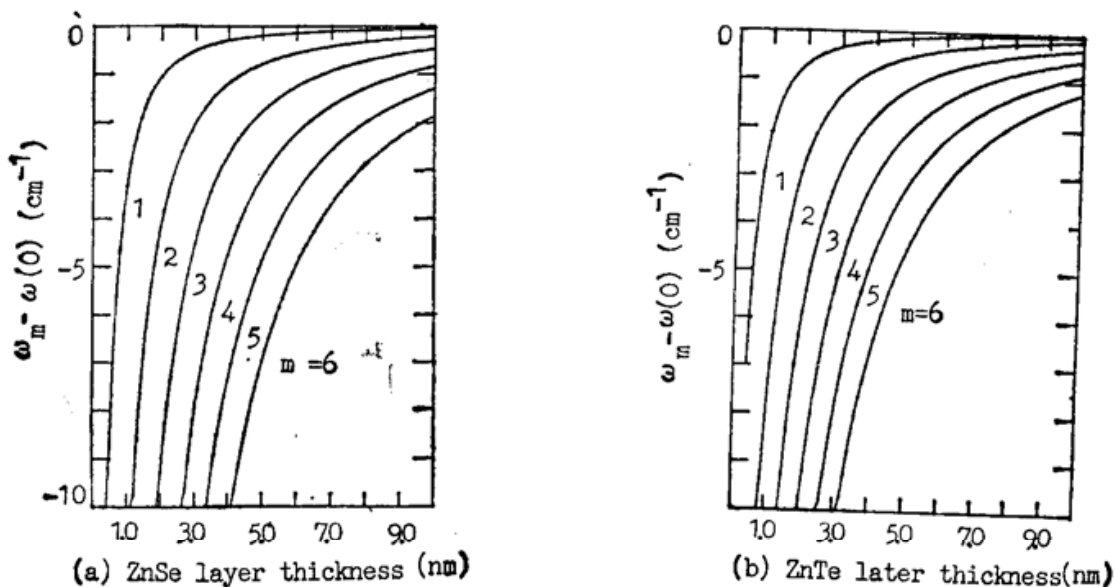 0
-5
-10
ω_m - ω(0) (cm⁻¹)
1
2
3
4
5
m =6
1.0 3.0 5.0 7.0 9.0
(a) ZnSe layer thickness (nm)
0
-5
ω_m - ω(0) (cm⁻¹)
1
2
3
4
5
m=6
1.0 3.0 5.0 7.0 9.0
(b) ZnTe later thickness(nm)